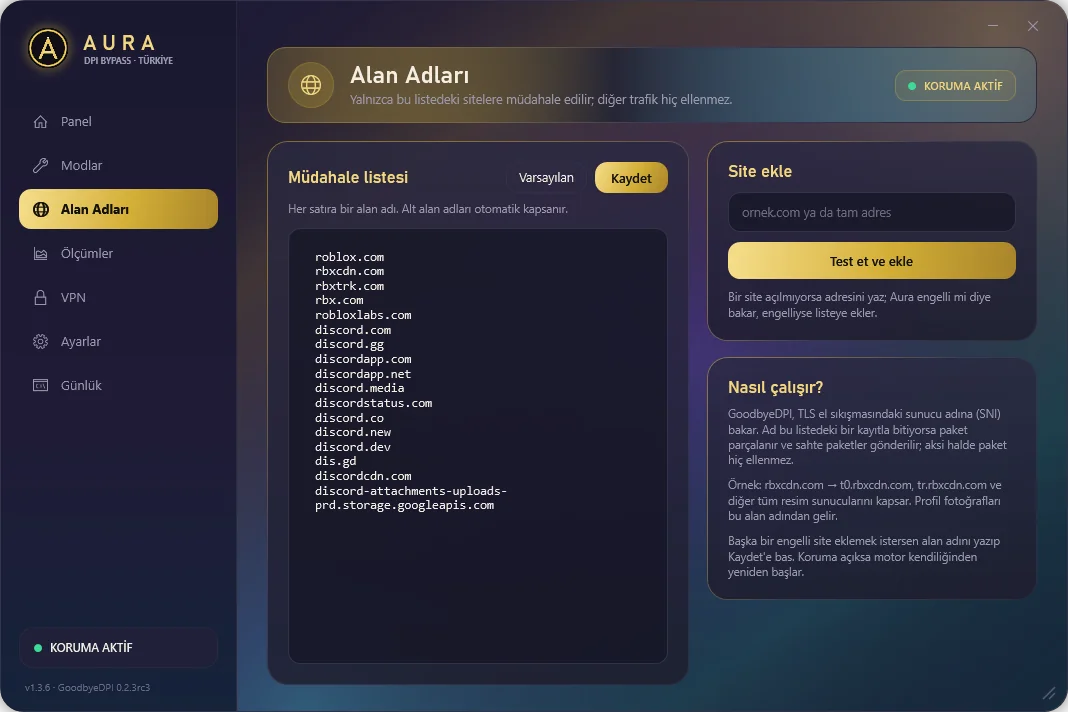 AURA
DPI BYPASS · TÜRKİYE
Panel
Modlar
Alan Adları
Ölçümler
VPN
Ayarlar
Günlük
KORUMA AKTİF
v1.3.6 · GoodbyeDPI 0.2.3rc3
Alan Adları
Yalnızca bu listedeki sitelere müdahale edilir; diğer trafik hiç ellenmez.
KORUMA AKTİF
Müdahale listesi
Varsayılan
Kaydet
Her satıra bir alan adı. Alt alan adları otomatik kapsanır.
roblox.com
rbxcdn.com
rbxtrk.com
rbx.com
robloxlabs.com
discord.com
discord.gg
discordapp.com
discordapp.net
discord.media
discordstatus.com
discord.co
discord.new
discord.dev
dis.gd
discordcdn.com
discord-attachments-uploads-
prd.storage.googleapis.com
Site ekle
ornek.com ya da tam adres
Test et ve ekle
Bir site açılmıyorsa adresini yaz; Aura engelli mi diye
bakar, engelliyse listeye ekler.
Nasıl çalışır?
GoodbyeDPI, TLS el sıkışmasındaki sunucu adına (SNI)
bakar. Ad bu listedeki bir kayıtla bitiyorsa paket
parçalanır ve sahte paketler gönderilir; aksi halde paket
hiç ellenmez.
Örnek: rbxcdn.com → t0.rbxcdn.com, tr.rbxcdn.com ve
diğer tüm resim sunucularını kapsar. Profil fotoğrafları
bu alan adından gelir.
Başka bir engelli site eklemek istersen alan adını yazıp
Kaydet'e bas. Koruma açıksa motor kendiliğinden
yeniden başlar.